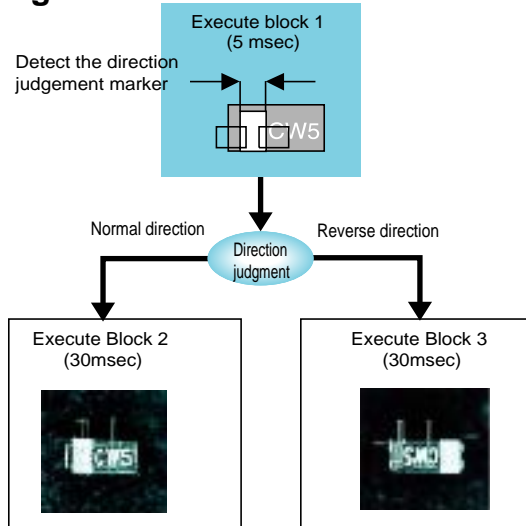 g
Execute block 1
(5 msec)
Detect the direction
judgement marker
CW5
Normal direction
Reverse direction
Direction
judgment
Execute Block 2
(30msec)
Execute Block 3
(30msec)
CW5
CW5